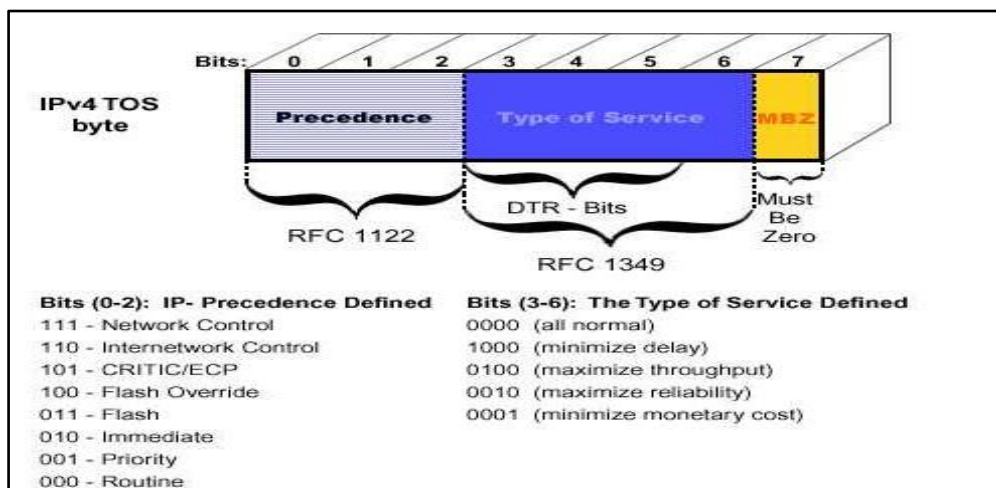 Bits: 0 1 2 3 4 5 6 7
IPv4 TOS
byte
Precedence
Type of Service
MBZ
DTR - Bits
RFC 1122
RFC 1349
Must
Be
Zero
Bits (0-2): IP- Precedence Defined
111 - Network Control
110 - Internetwork Control
101 - CRITIC/ECP
100 - Flash Override
011 - Flash
010 - Immediate
001 - Priority
000 - Routine
Bits (3-6): The Type of Service Defined
0000 (all normal)
1000 (minimize delay)
0100 (maximize throughput)
0010 (maximize reliability)
0001 (minimize monetary cost)